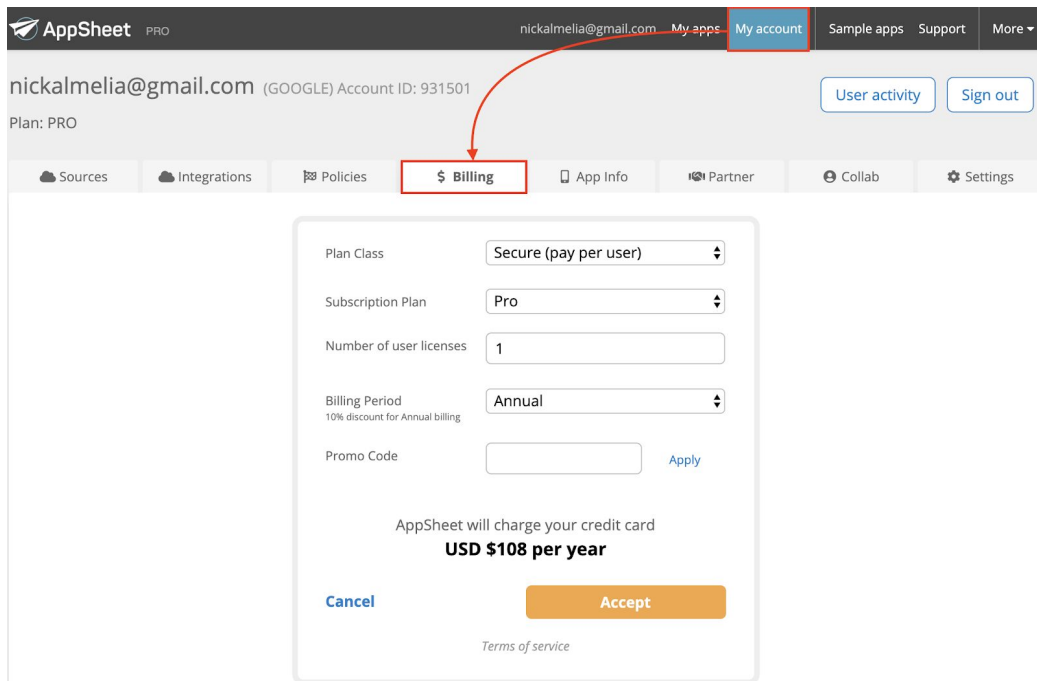 AppSheet PRO nickalmelia@gmail.com My apps My account Sample apps Support More
nickalmelia@gmail.com (GOOGLE) Account ID: 931501
User activity Sign out
Plan: PRO
Sources Integrations Policies $ Billing App Info Partner Collab Settings
Plan Class Secure (pay per user)
Subscription Plan Pro
Number of user licenses 1
Billing Period Annual
10% discount for Annual billing
Promo Code Apply
AppSheet will charge your credit card
USD $108 per year
Cancel Accept
Terms of service